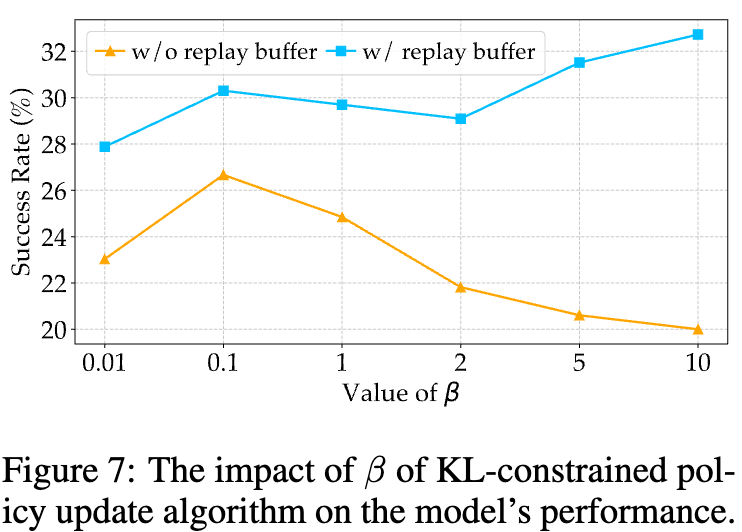 w/o replay buffer w/ replay buffer
Success Rate (%)
32
30
28
26
24
22
20
0.01 0.1 1 2 5 10
Value of β
Figure 7: The impact of β of KL-constrained pol-
icy update algorithm on the model's performance.